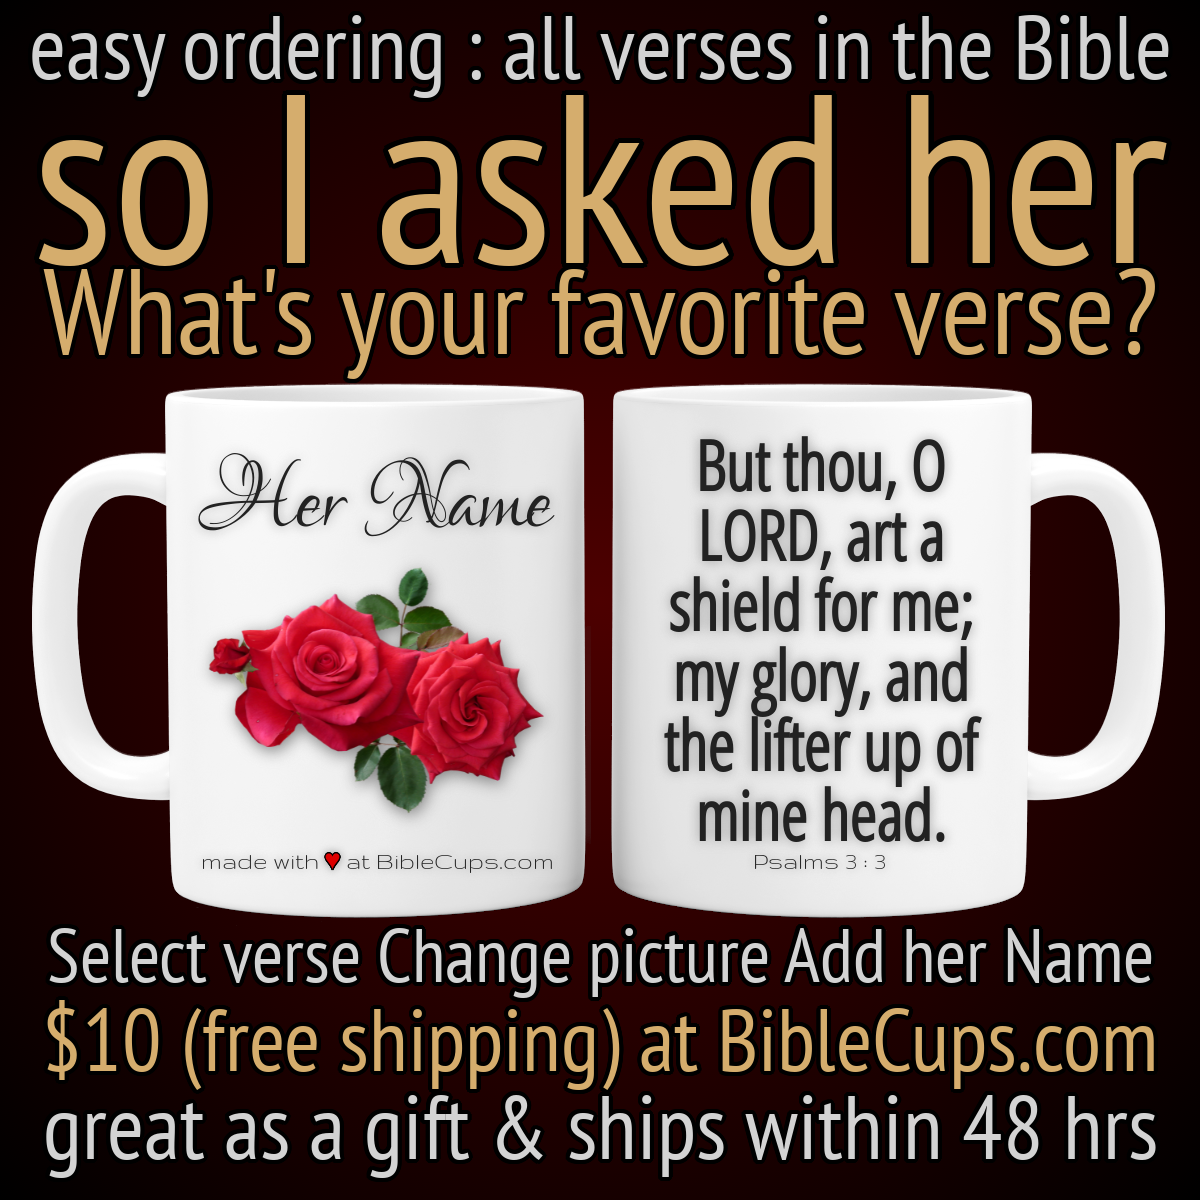 easy ordering : all verses in the Bible
so I asked her
What's your favorite verse?
Her Name
made with ♥ at BibleCups.com
But thou, O
LORD, art a
shield for me;
my glory, and
the lifter up of
mine head.
Psalms 3 : 3
Select verse Change picture Add her Name
$10 (free shipping) at BibleCups.com
great as a gift & ships within 48 hrs